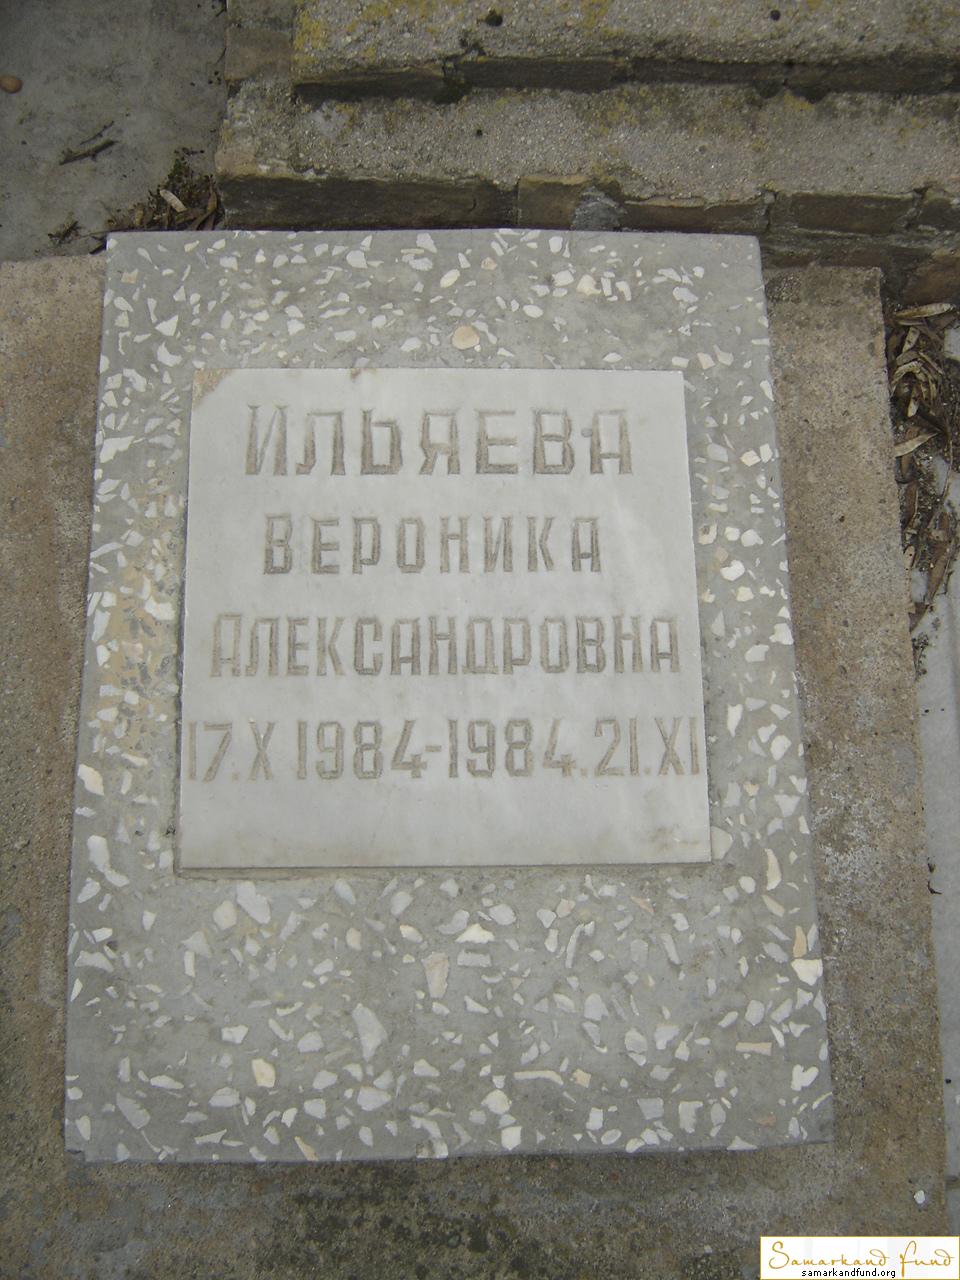 ИЛЬЯЕВА
ВЕРОНИКА
АЛЕКСАНДРОВНА
17.X 1984-1984.21.XI
Samarkand Fund
samarkandfund.org